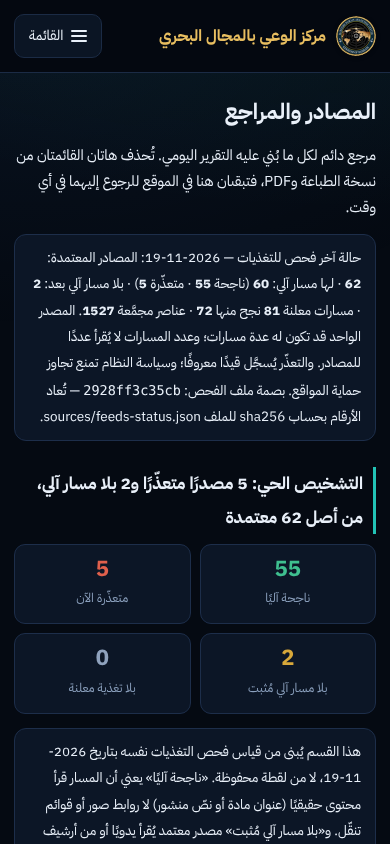 مركز الوعي بالمجال البحري
القائمة
المصادر والمراجع
مرجع دائم لكل ما بُني عليه التقرير اليومي. تُحذف هاتان القائمتان من
نسخة الطباعة وPDF، فتبقىان هنا في الموقع للرجوع إليهما في أي
وقت.
حالة آخر فحص للتغذيات — 2026-11-19: المصادر المعتمدة:
62 · لها مسار آلي: 60 (ناجحة 55 · متعذّرة 5) · بلا مسار آلي بعد: 2
· مسارات معلنة 81 نجح منها 72 · عناصر مجمَّعة 1527. المصدر
الواحد قد تكون له عدة مسارات؛ وعدد المسارات لا يُقرأ عددًا
للمصادر. والتعذّر يُسجَّل قيدًا معروفًا؛ وسياسة النظام تمنع تجاوز
حماية المواقع. بصمة ملف الفحص: 2928ff3c35cb — تُعاد
الأرقام بحساب sha256 للملف sources/feeds-status.json.
التشخيص الحي: 5 مصدرًا متعذّرًا و2 بلا مسار آلي،
من أصل 62 معتمدة
55
ناجحة آليًا
5
متعذّرة الآن
2
بلا مسار آلي مُثبت
0
بلا تغذية معلنة
هذا القسم يُبنى من قياس فحص التغذيات نفسه بتاريخ 2026-
11-19، لا من لقطة محفوظة. «ناجحة آليًا» يعني أن المسار قرأ
محتوى حقيقيًا (عنوان مادة أو نصّ منشور) لا روابط صور أو قوائم
تنقّل. و«بلا مسار آلي مُثبت» مصدر معتمد يُقرأ يدويًا أو من أرشيف